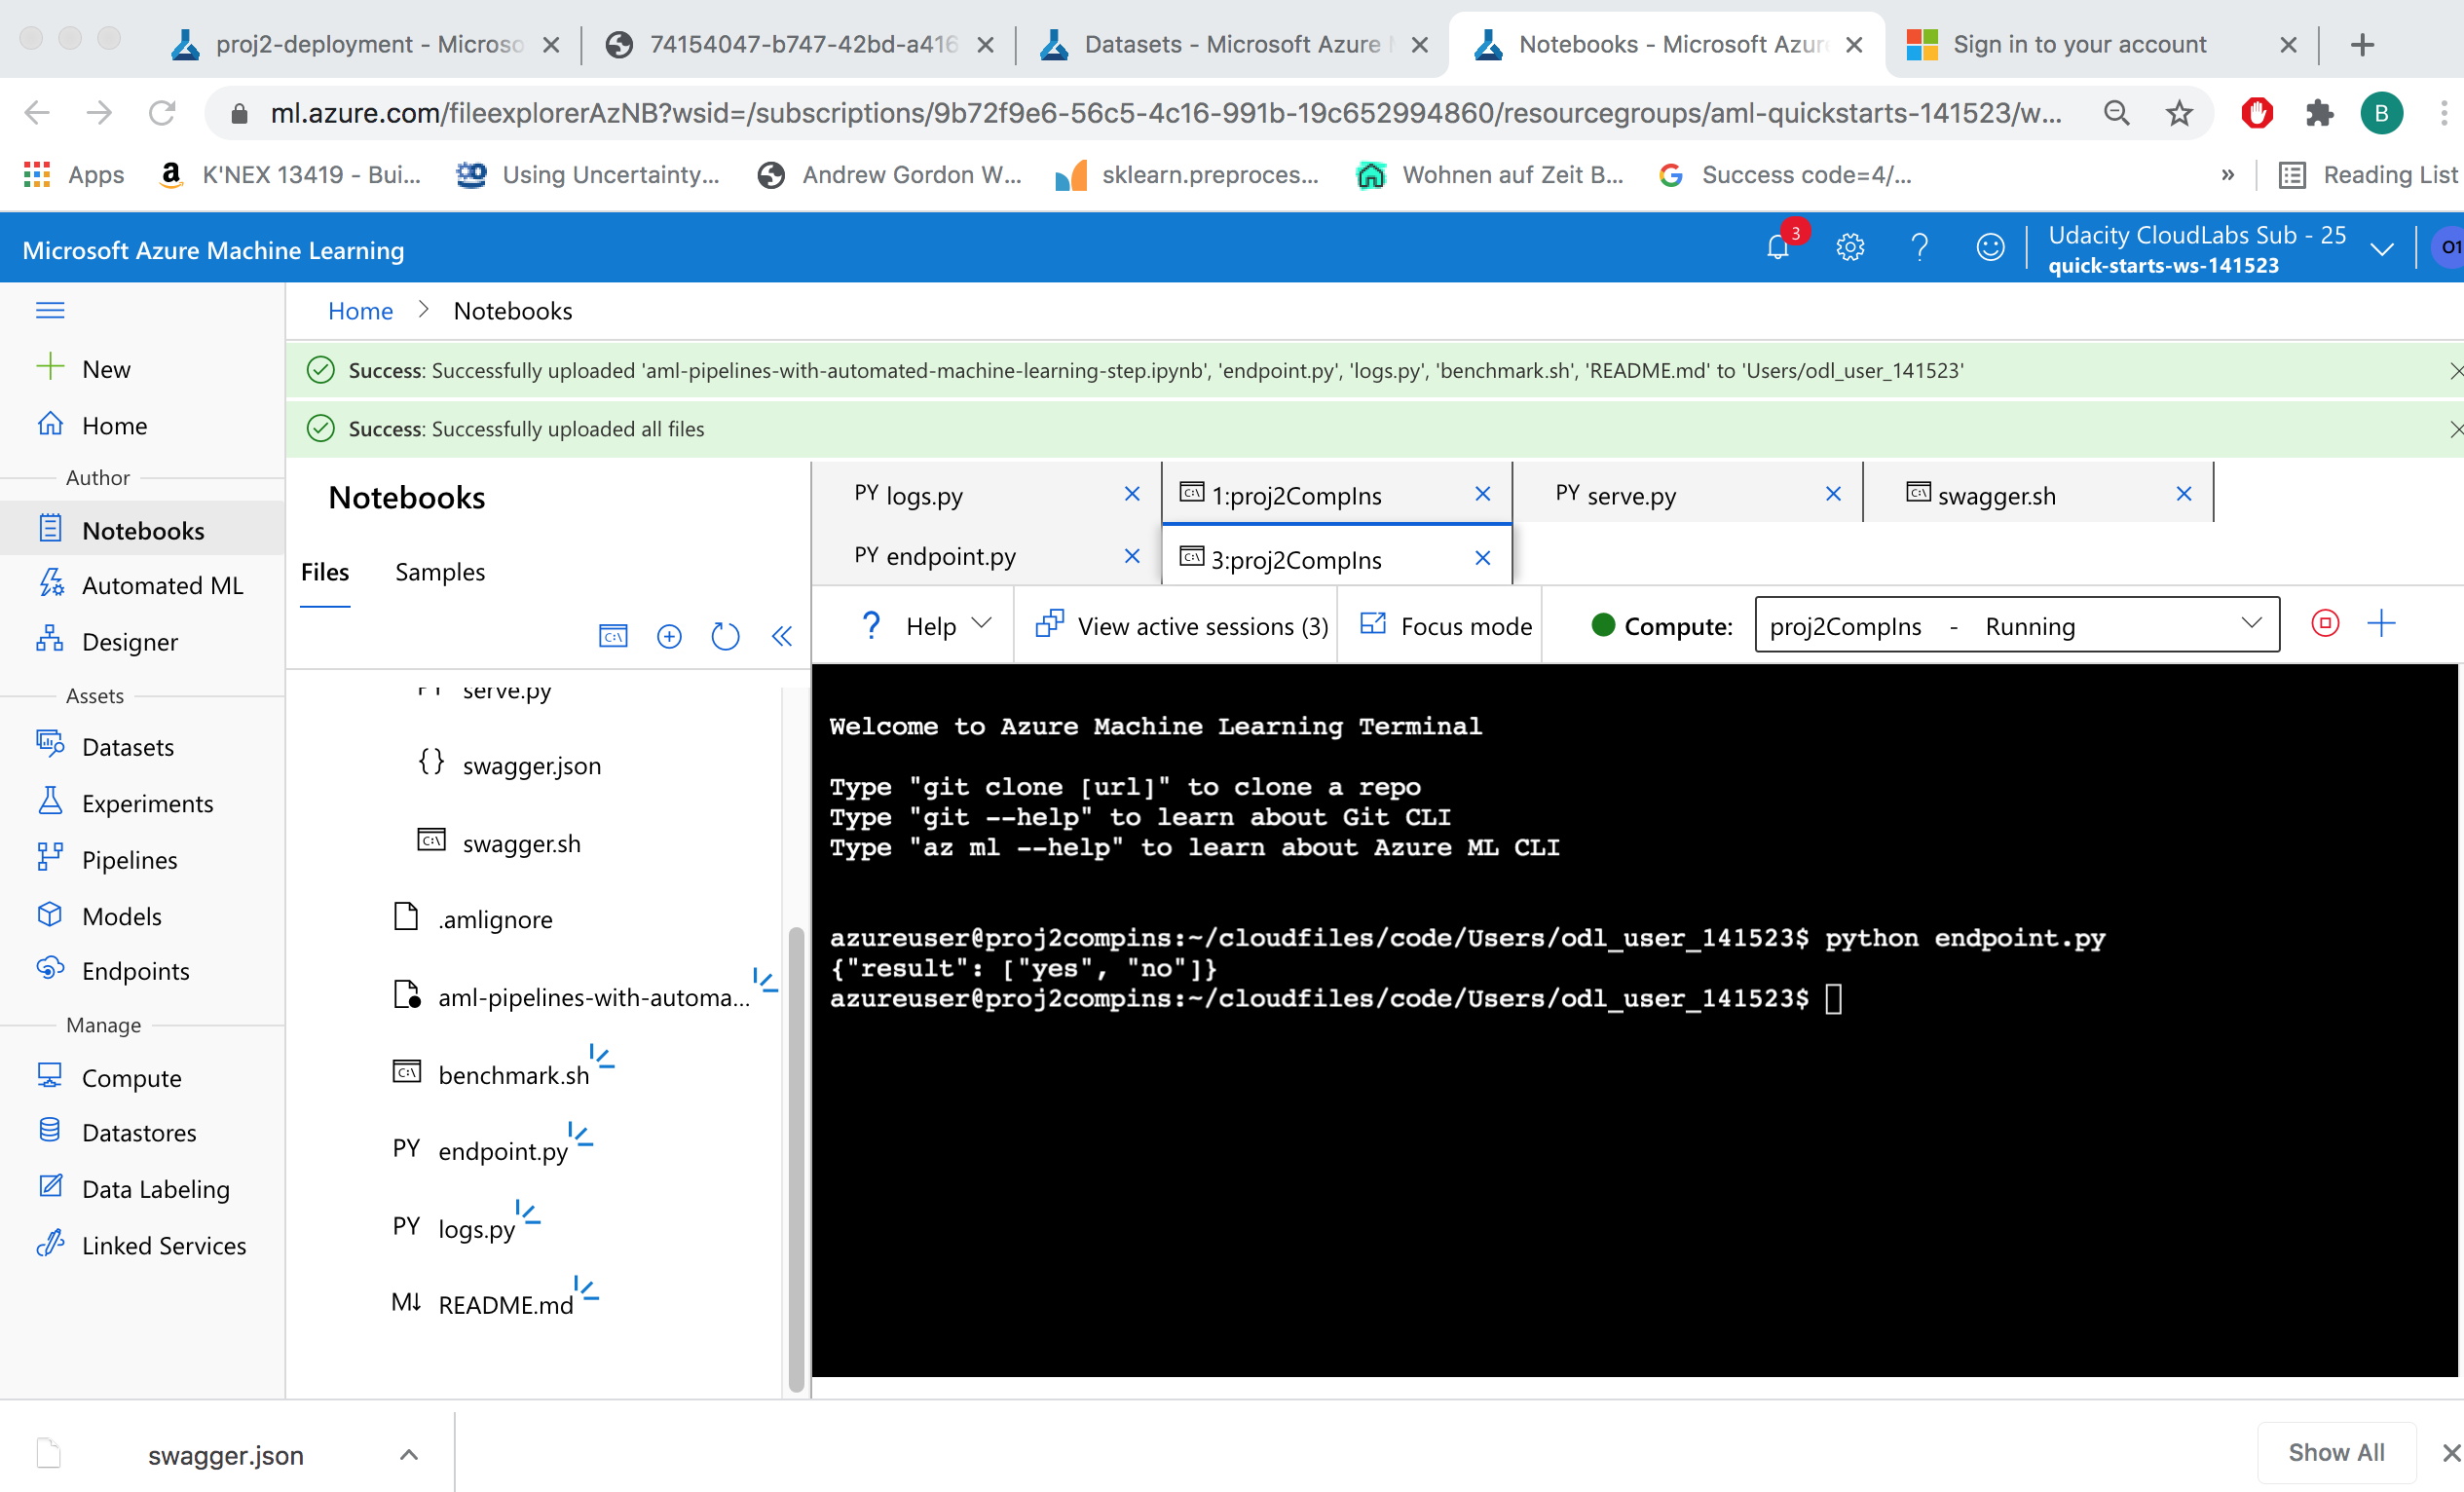 proj2-deployment - Microso
74154047-b747-42bd-a416
Datasets - Microsoft Azure
Notebooks - Microsoft Azure
Sign in to your account
ml.azure.com/fileexplorerAzNB?wsid=/subscriptions/9b72f9e6-56c5-4c16-991b-19c652994860/resourcegroups/aml-quickstarts-141523/w...
B
Apps
K'NEX 13419 - Bui...
Using Uncertainty...
Andrew Gordon W...
sklearn.preproces...
Wohnen auf Zeit B...
Success code=4/...
»
Reading List
Microsoft Azure Machine Learning
3
Udacity CloudLabs Sub - 25
quick-starts-ws-141523
O1
Home > Notebooks
New
Home
Author
Notebooks
Automated ML
Designer
Assets
Datasets
Experiments
Pipelines
Models
Endpoints
Manage
Compute
Datastores
Data Labeling
Linked Services
Success: Successfully uploaded 'aml-pipelines-with-automated-machine-learning-step.ipynb', 'endpoint.py', 'logs.py', 'benchmark.sh', 'README.md' to 'Users/odl_user_141523'
Success: Successfully uploaded all files
Notebooks
Files
Samples
serve.py
{} swagger.json
swagger.sh
.amlignore
aml-pipelines-with-automa...
benchmark.sh
PY endpoint.py
PY logs.py
M↓ README.md
PY logs.py
1:proj2CompIns
PY serve.py
swagger.sh
PY endpoint.py
3:proj2CompIns
? Help
View active sessions (3)
Focus mode
Compute:
proj2CompIns - Running
Welcome to Azure Machine Learning Terminal
Type "git clone [url]" to clone a repo
Type "git --help" to learn about Git CLI
Type "az ml --help" to learn about Azure ML CLI
azureuser@proj2compins:~/cloudfiles/code/Users/odl_user_141523$ python endpoint.py
{"result": ["yes", "no"]}
azureuser@proj2compins:~/cloudfiles/code/Users/odl_user_141523$
swagger.json
Show All